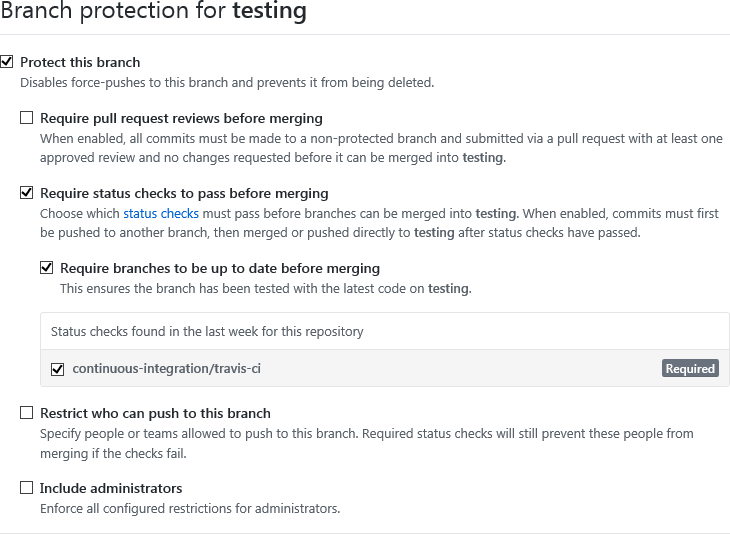 Branch protection for testing
Protect this branch
Disables force-pushes to this branch and prevents it from being deleted.
Require pull request reviews before merging
When enabled, all commits must be made to a non-protected branch and submitted via a pull request with at least one
approved review and no changes requested before it can be merged into testing.
Require status checks to pass before merging
Choose which status checks must pass before branches can be merged into testing. When enabled, commits must first
be pushed to another branch, then merged or pushed directly to testing after status checks have passed.
Require branches to be up to date before merging
This ensures the branch has been tested with the latest code on testing.
Status checks found in the last week for this repository
continuous-integration/travis-ci Required
Restrict who can push to this branch
Specify people or teams allowed to push to this branch. Required status checks will still prevent these people from
merging if the checks fail.
Include administrators
Enforce all configured restrictions for administrators.